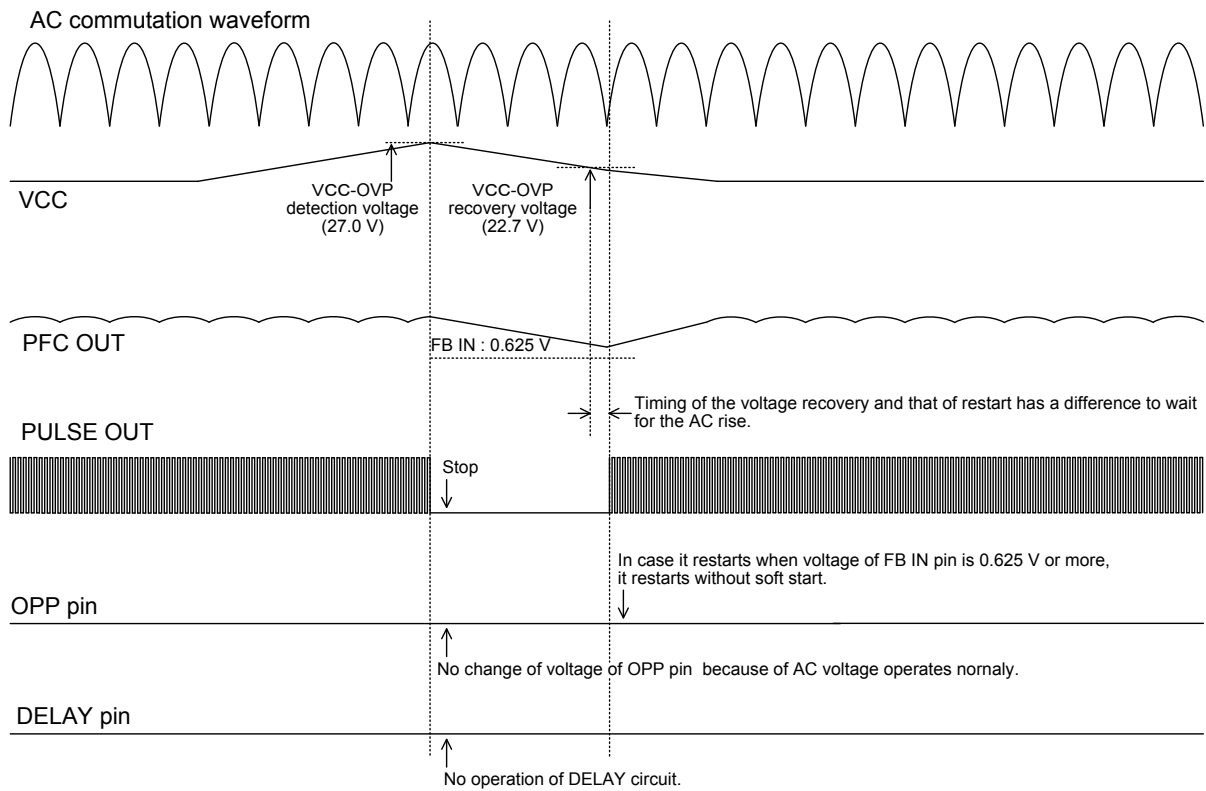 AC commutation waveform
VCC
VCC-OVP
detection voltage
(27.0 V)
VCC-OVP
recovery voltage
(22.7 V)
PFC OUT
FB IN : 0.625 V
Timing of the voltage recovery and that of restart has a difference to wait
for the AC rise.
PULSE OUT
Stop
In case it restarts when voltage of FB IN pin is 0.625 V or more,
it restarts without soft start.
OPP pin
No change of voltage of OPP pin because of AC voltage operates nornaly.
DELAY pin
No operation of DELAY circuit.